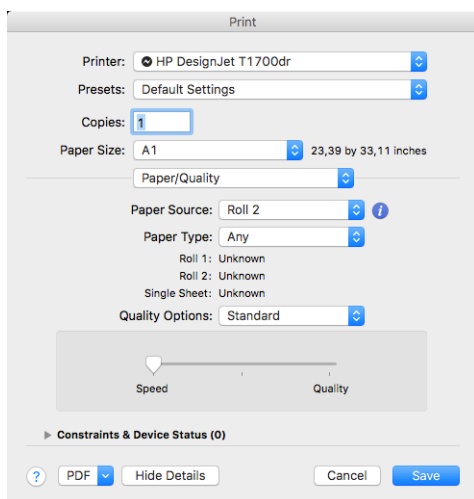 Print
Printer: HP DesignJet T1700dr
Presets: Default Settings
Copies: 1
Paper Size: A1 23,39 by 33,11 inches
Paper/Quality
Paper Source: Roll 2 i
Paper Type: Any
Roll 1: Unknown
Roll 2: Unknown
Single Sheet: Unknown
Quality Options: Standard
Speed Quality
Constraints & Device Status (0)
? PDF Hide Details Cancel Save